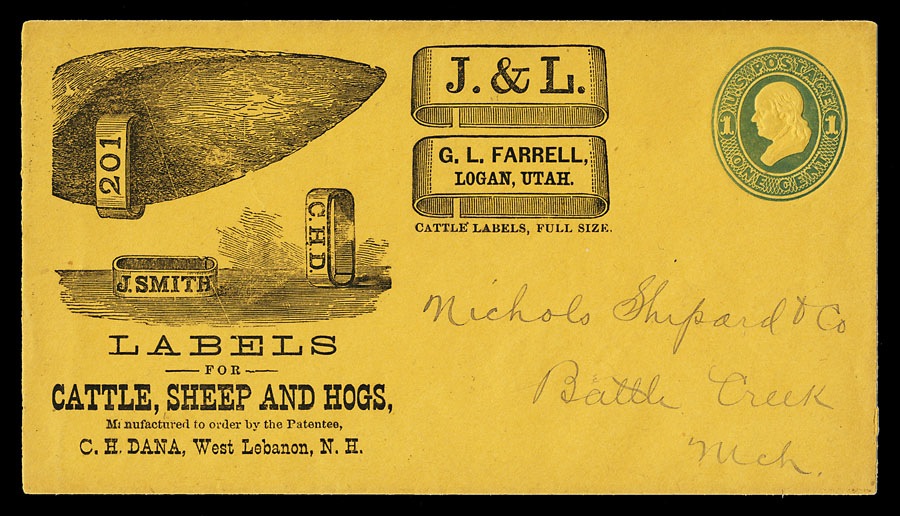 201
C.H.D.
J. SMITH
LABELS
FOR
CATTLE, SHEEP AND HOGS,
Manufactured to order by the Patentee,
C. H. DANA, West Lebanon, N. H.
J. & L.
G. L. FARRELL,
LOGAN, UTAH.
CATTLE LABELS, FULL SIZE.
U.S. POSTAGE
1 1
ONE CENT
Nichols Shepard & Co
Battle Creek
Mch.